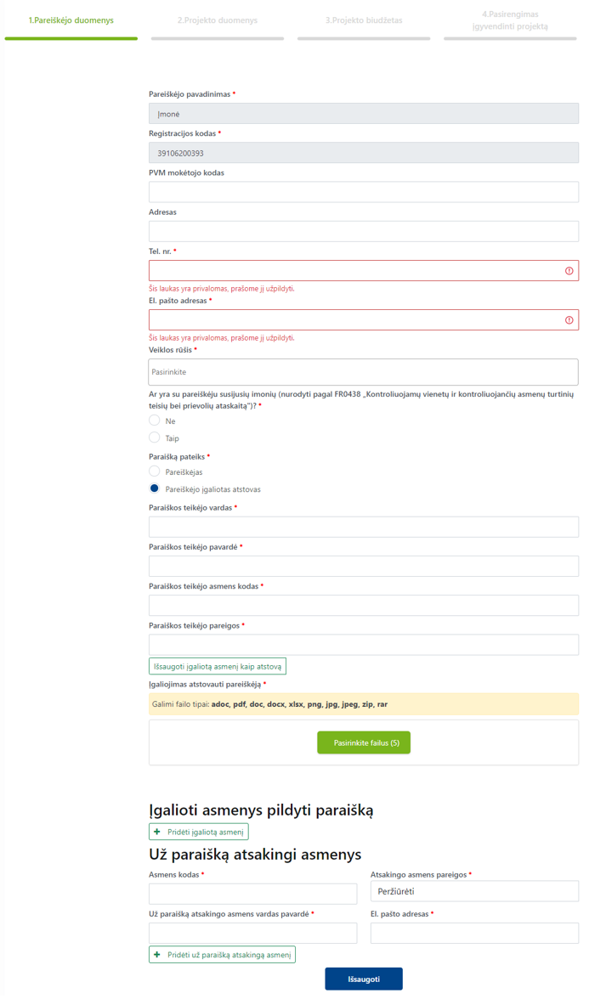 1.Pareiškėjo duomenys
2.Projekto duomenys
3.Projekto biudžetas
4.Pasirengimas
įgyvendinti projektą
Pareiškėjo pavadinimas *
Įmonė
Registracijos kodas *
39106200393
PVM mokėtojo kodas
Adresas
Tel. nr. *
Šis laukas yra privalomas, prašome jį užpildyti.
El. pašto adresas *
Šis laukas yra privalomas, prašome jį užpildyti.
Veiklos rūšis *
Pasirinkite
Ar yra su pareiškėju susijusių imonių (nurodyti pagal FR0438 „Kontroliuojamų vienetų ir kontroliuojančių asmenų turtinių
teisių bei prievolių ataskaitą")? *
Ne
Taip
Paraišką pateiks *
Pareiškėjas
Pareiškėjo įgaliotas atstovas
Paraiškos teikėjo vardas *
Paraiškos teikėjo pavardė *
Paraiškos teikėjo asmens kodas *
Paraiškos teikėjo pareigos *
Išsaugoti įgaliotą asmenį kaip atstovą
Įgaliojimas atstovauti pareiškėją *
Galimi failo tipai: adoc, pdf, doc, docx, xlsx, png, jpg, jpeg, zip, rar
Pasirinkite failus (5)
Įgalioti asmenys pildyti paraišką
+ Pridėti įgaliotą asmenį
Už paraišką atsakingi asmenys
Asmens kodas *
Atsakingo asmens pareigos *
Peržiūrėti
Už paraišką atsakingo asmens vardas pavardė *
El. pašto adresas *
+ Pridėti už paraišką atsakingą asmenį
Išsaugoti